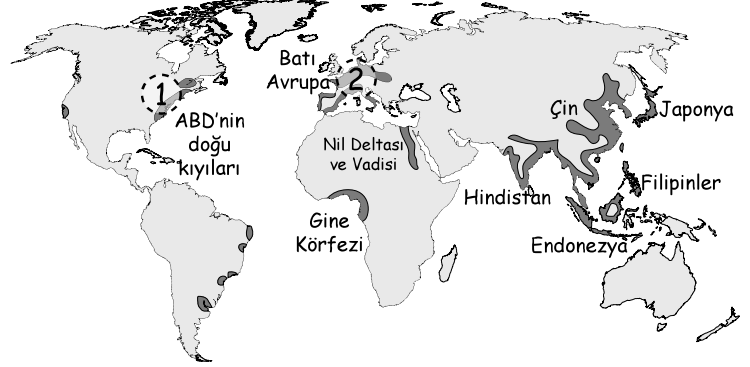 Batı
Avrupa
1
2
ABD'nin
doğu
kıyıları
Nil Deltası
ve Vadisi
Çin
Japonya
Hindistan
Filipinler
Gine
Körfezi
Endonezya